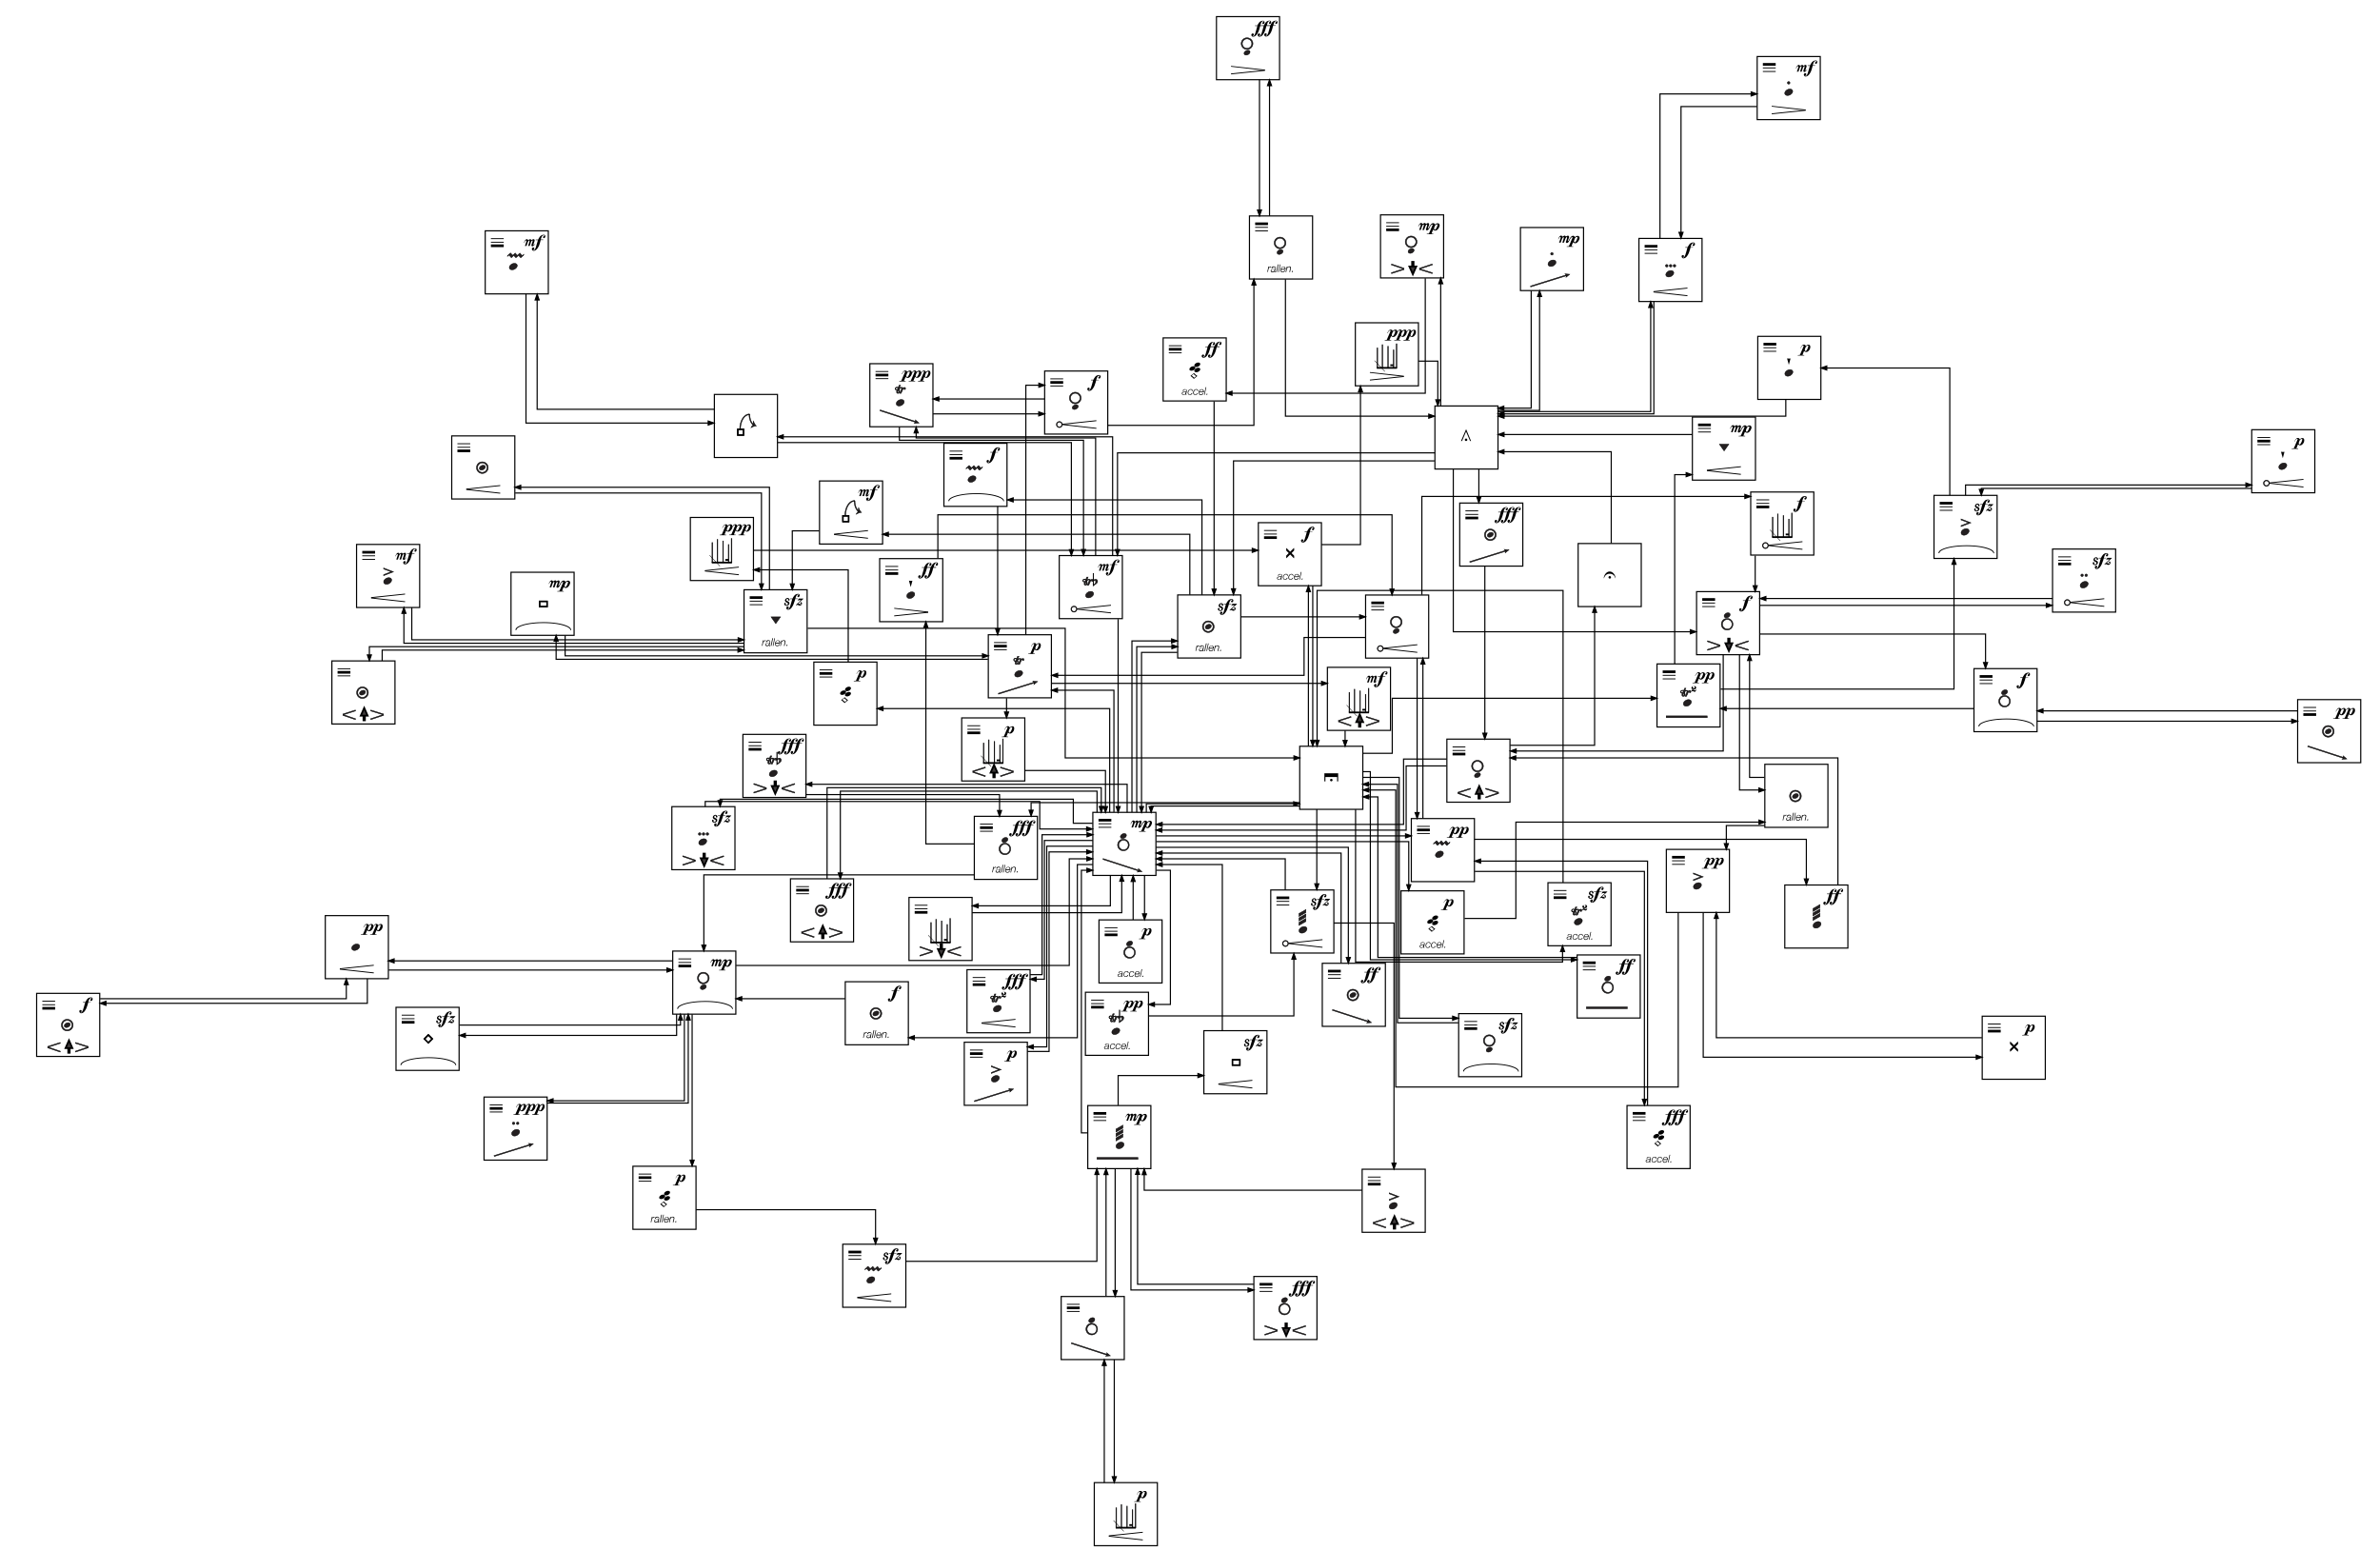 fff
mf
rallen.
mp
mp
f
mf
ppp
ff
accel.
p
ppp
f
mp
p
f
mf
fff
f
sfz
ppp
f
accel.
ff
mf
mf
sfz
mp
sfz
rallen.
sfz
rallen.
f
p
p
mf
pp
f
pp
p
fff
rallen.
sfz
fff
rallen.
mp
pp
pp
fff
sfz
p
accel.
sfz
accel.
ff
pp
p
accel.
mp
fff
f
rallen.
pp
accel.
ff
ff
f
sfz
sfz
sfz
p
p
ppp
mp
fff
accel.
p
rallen.
sfz
fff
p